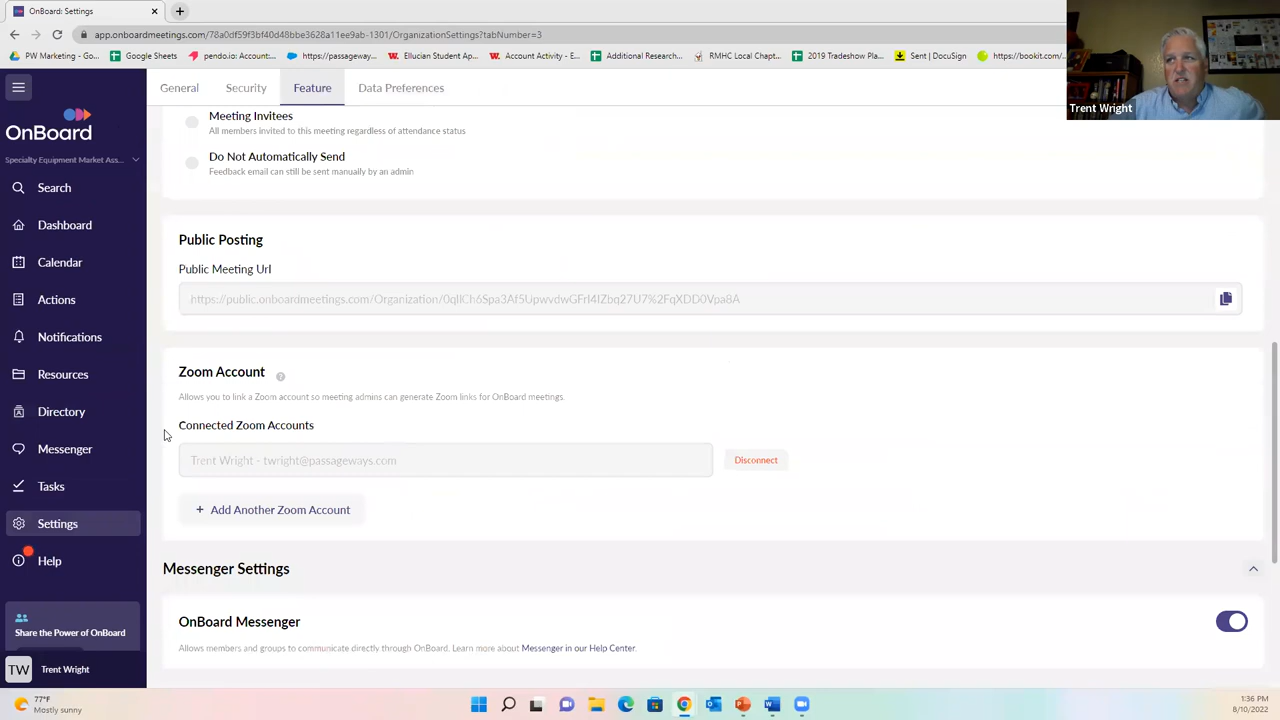 OnBoard: Settings
app.onboardmeetings.com/78a0df59f3bf40d48bbe3628a11ee9ab-1301/OrganizationSettings?tabNumber=3
PW Marketing - Go...
Google Sheets
pendo.io: Account...
https://passagewa...
Ellucian Student Ap...
Account Activity - E...
Additional Research...
RMHC Local Chapt...
2019 Tradeshow Pla...
Sent | DocuSign
https://bookit.com/...
Trent Wright
OnBoard
Specialty Equipment Market Ass...
Search
Dashboard
Calendar
Actions
Notifications
Resources
Directory
Messenger
Tasks
Settings
Help
Share the Power of OnBoard
TW Trent Wright
General Security Feature Data Preferences
Meeting Invitees
All members invited to this meeting regardless of attendance status
Do Not Automatically Send
Feedback email can still be sent manually by an admin
Public Posting
Public Meeting Url
Zoom Account
Allows you to link a Zoom account so meeting admins can generate Zoom links for OnBoard meetings.
Connected Zoom Accounts
Trent Wright - twright@passageways.com Disconnect
+ Add Another Zoom Account
Messenger Settings
OnBoard Messenger
Allows members and groups to communicate directly through OnBoard. Learn more about Messenger in our Help Center.
77°F
Mostly sunny
1:36 PM
8/10/2022